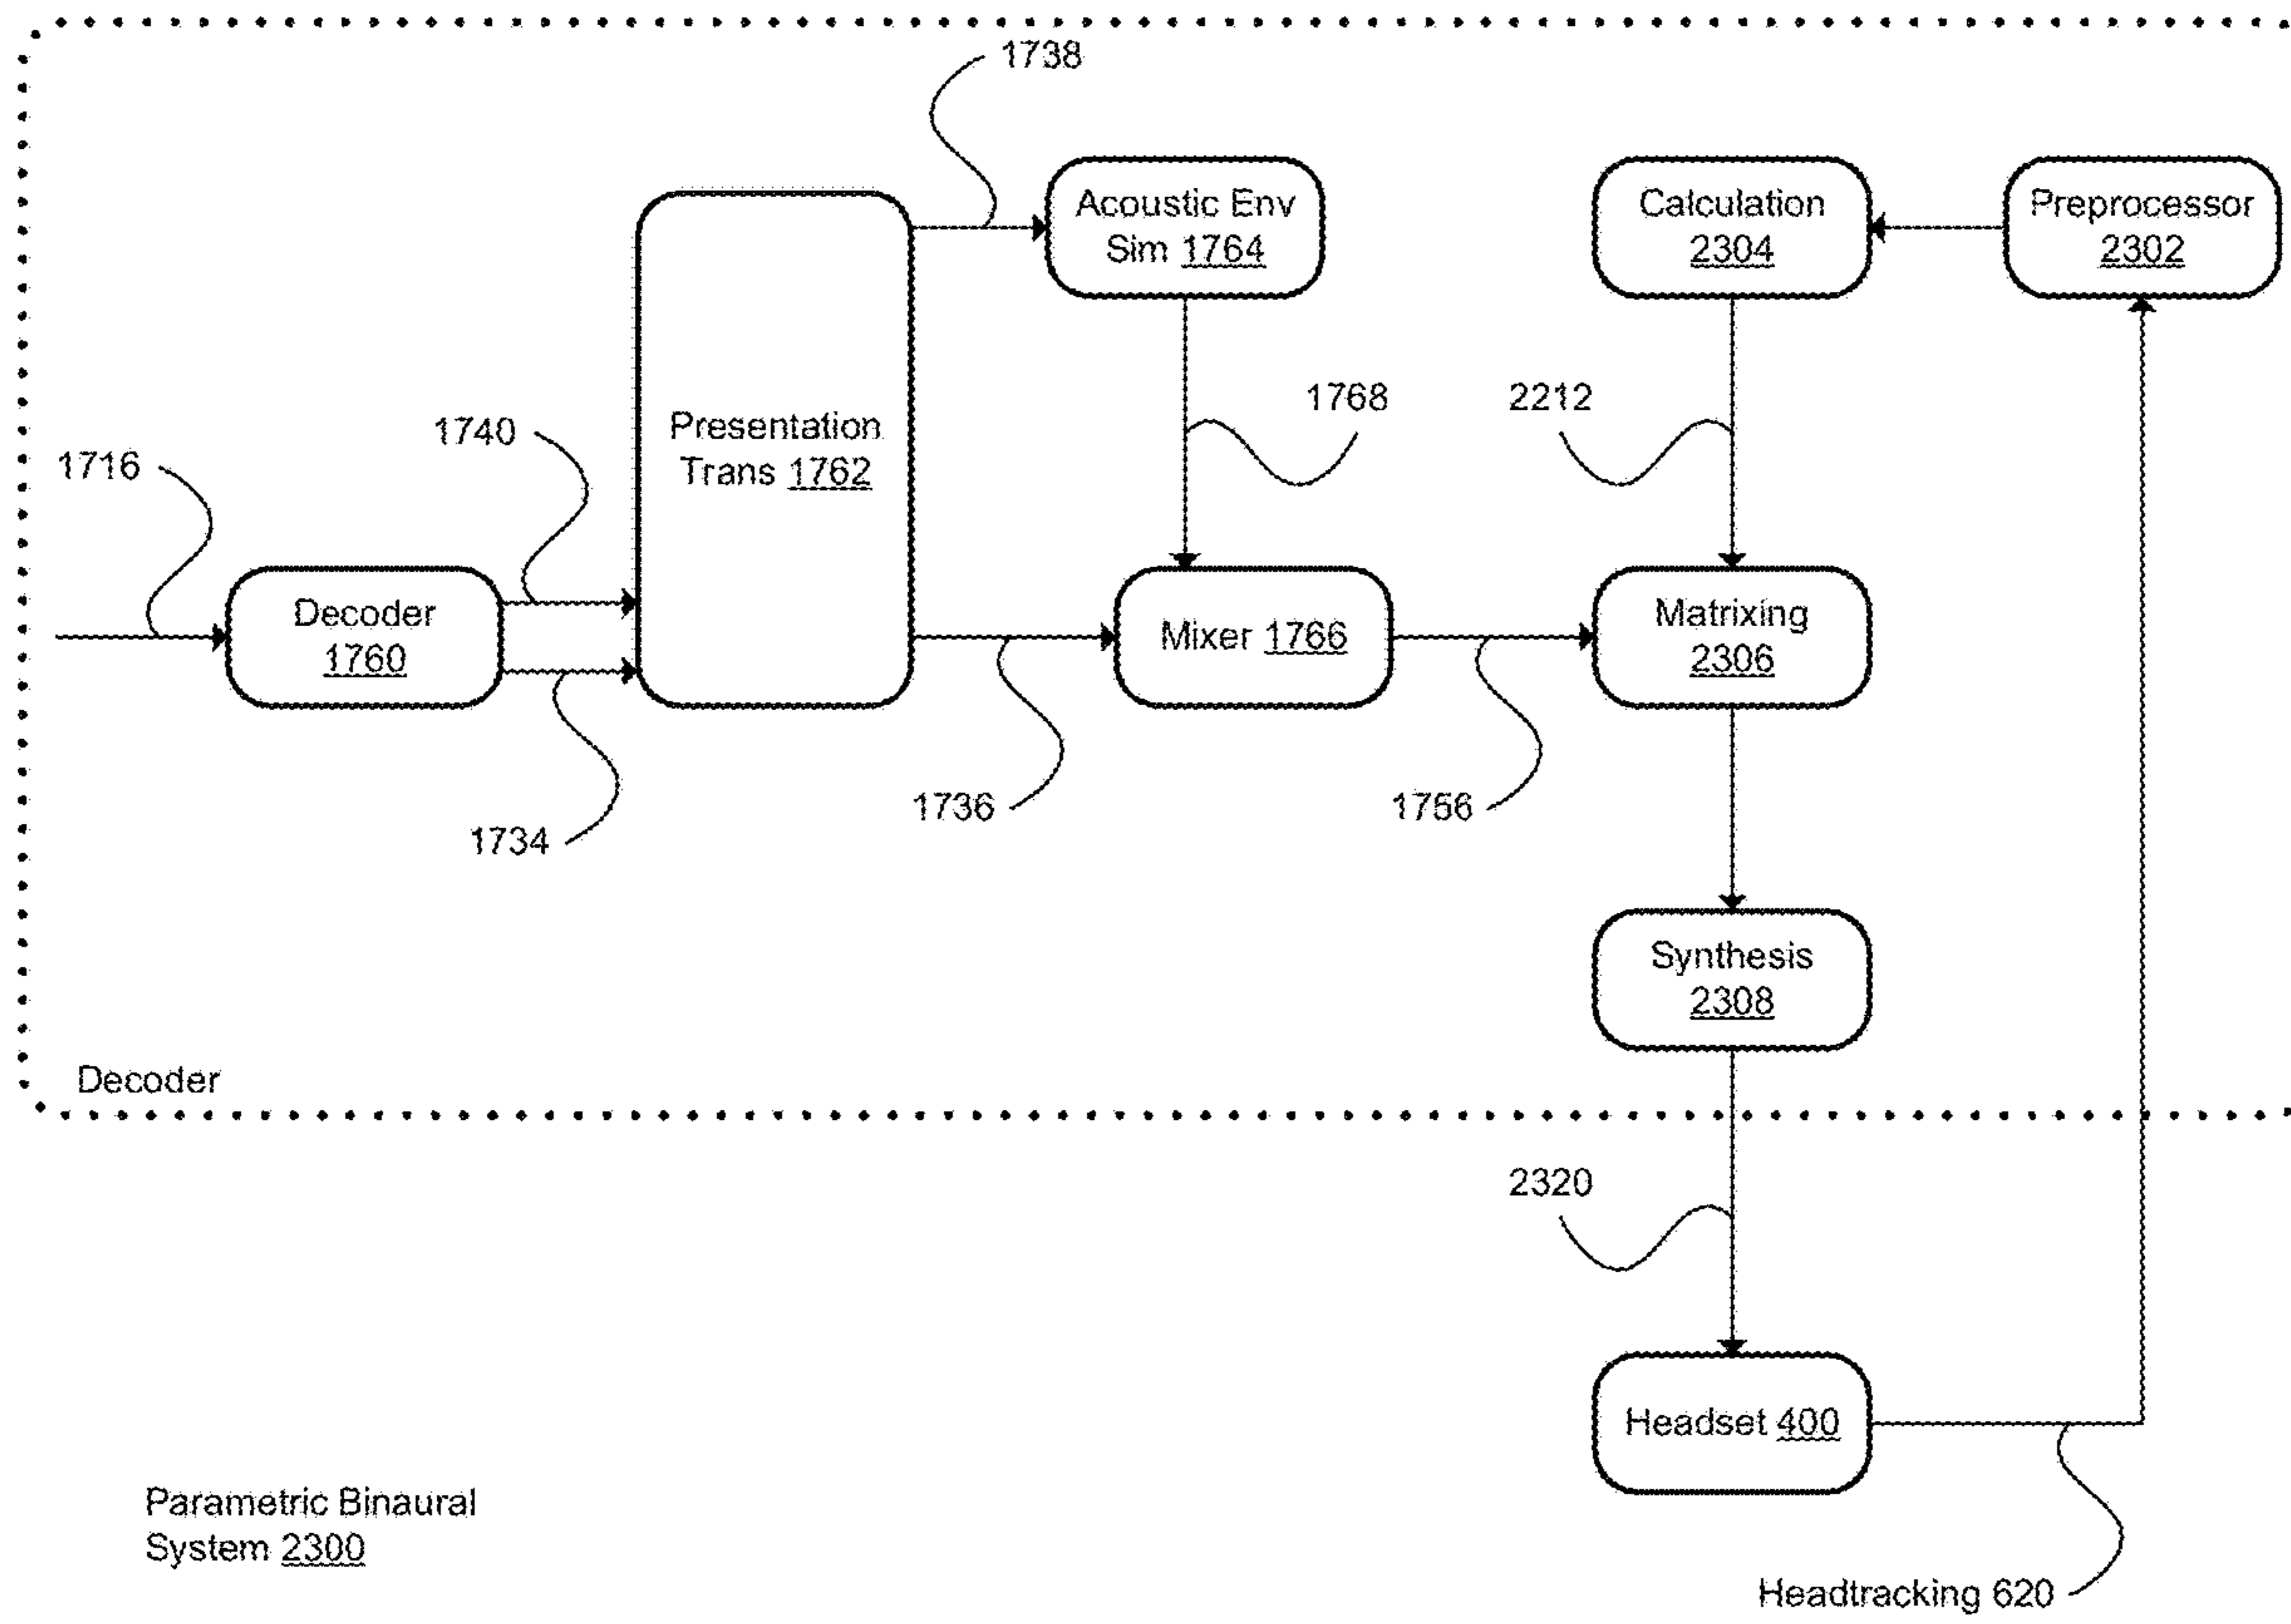 1738
Acoustic Env
Sim 1764
Calculation
2304
Preprocessor
2302
1768
2212
1740
Presentation
Trans 1762
1716
Decoder
1760
Mixer 1766
Matrixing
2306
1736
1756
1734
Synthesis
2308
Decoder
2320
Headset 400
Parametric Binaural
System 2300
Headtracking 620